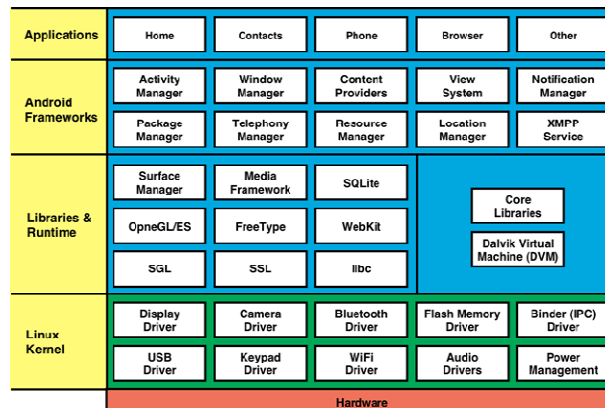 Applications
Home
Contacts
Phone
Browser
Other
Android
Frameworks
Activity
Manager
Window
Manager
Content
Providers
View
System
Notification
Manager
Package
Manager
Telephony
Manager
Resource
Manager
Location
Manager
XMPP
Service
Libraries &
Runtime
Surface
Manager
Media
Framework
SQLite
OpneGL/ES
FreeType
WebKit
SGL
SSL
libc
Core
Libraries
Dalvik Virtual
Machine (DVM)
Linux
Kernel
Display
Driver
Camera
Driver
Bluetooth
Driver
Flash Memory
Driver
Binder (IPC)
Driver
USB
Driver
Keypad
Driver
WiFi
Driver
Audio
Drivers
Power
Management
Hardware